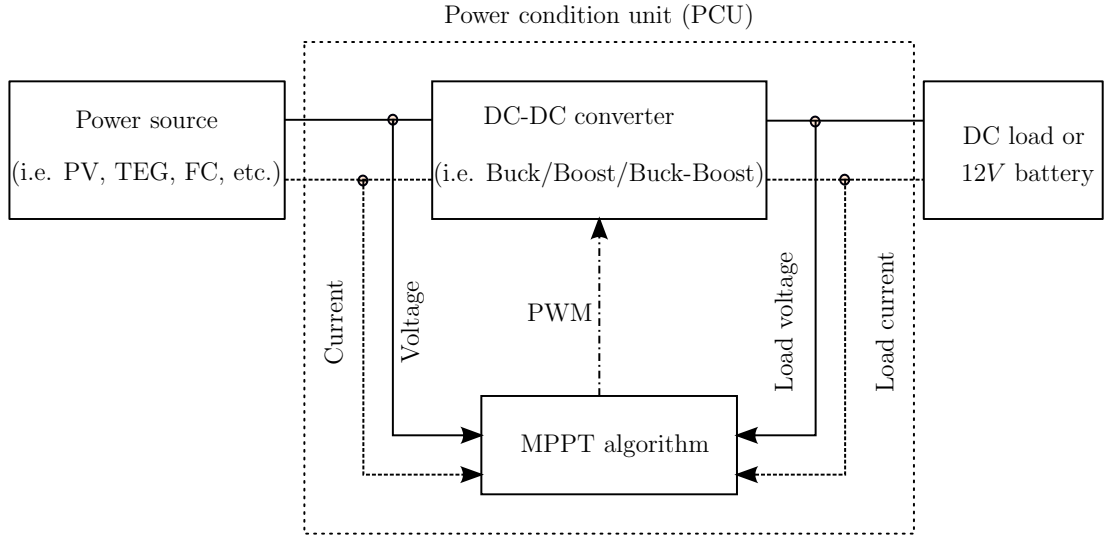 Power condition unit (PCU)
Power source
(i.e. PV, TEG, FC, etc.)
DC-DC converter
(i.e. Buck/Boost/Buck-Boost)
DC load or
12V battery
Current
Voltage
PWM
Load voltage
Load current
MPPT algorithm